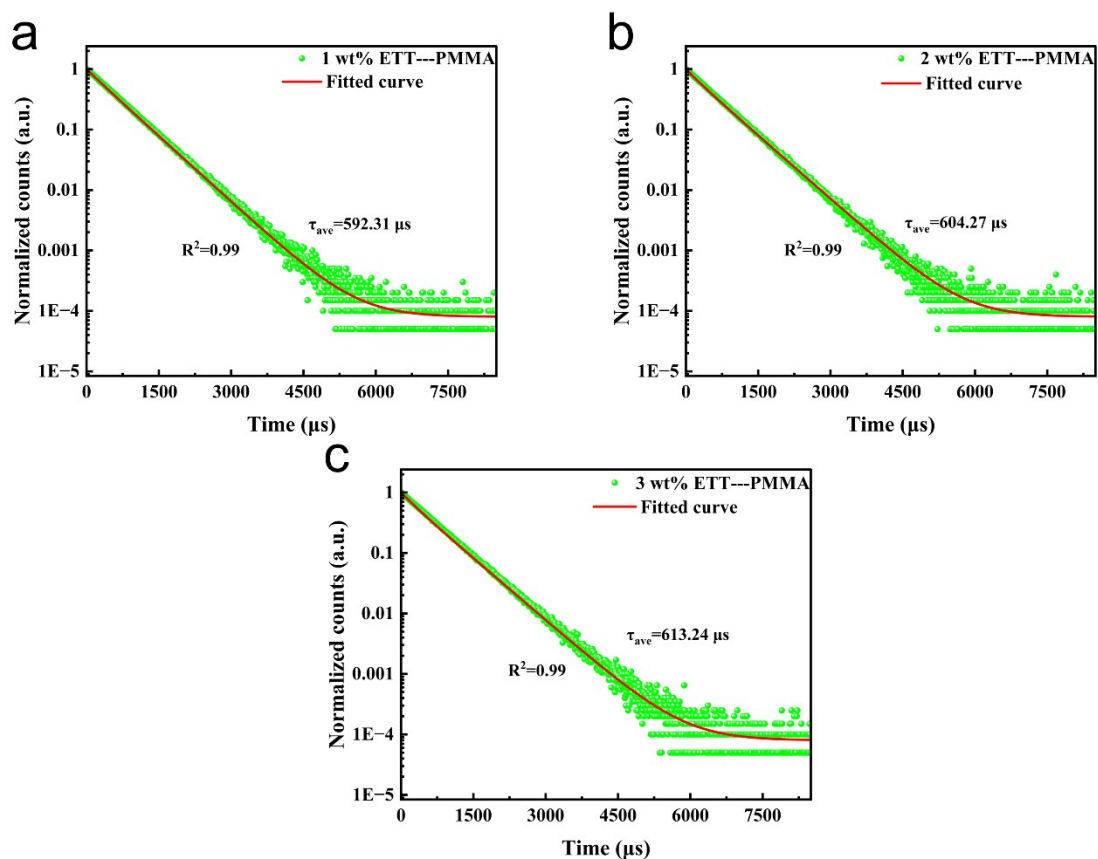 a
1 wt% ETT---PMMA
Fitted curve
1
0.1
0.01
0.001
1E−4
1E−5
Normalized counts (a.u.)
τave=592.31 μs
R²=0.99
0 1500 3000 4500 6000 7500
Time (μs)
b
2 wt% ETT---PMMA
Fitted curve
1
0.1
0.01
0.001
1E−4
1E−5
Normalized counts (a.u.)
τave=604.27 μs
R²=0.99
0 1500 3000 4500 6000 7500
Time (μs)
c
3 wt% ETT---PMMA
Fitted curve
1
0.1
0.01
0.001
1E−4
1E−5
Normalized counts (a.u.)
τave=613.24 μs
R²=0.99
0 1500 3000 4500 6000 7500
Time (μs)